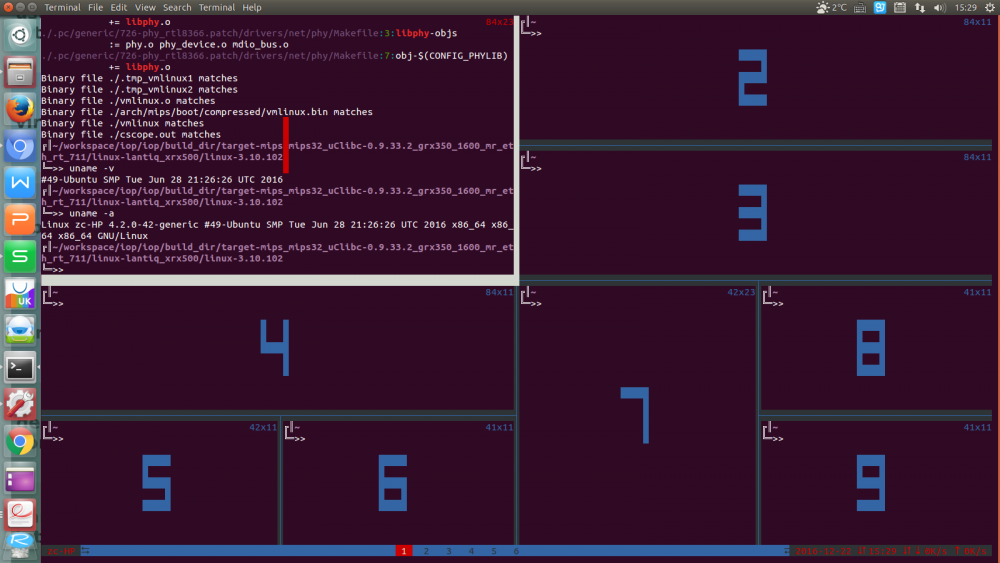 Terminal File Edit View Search Terminal Help 2°C 15:29
+= libphy.o 84x23
./.pc/generic/726-phy_rtl8366.patch/drivers/net/phy/Makefile:3:libphy-objs
:= phy.o phy_device.o mdio_bus.o
./.pc/generic/726-phy_rtl8366.patch/drivers/net/phy/Makefile:7:obj-$(CONFIG_PHYLIB)
+= libphy.o
Binary file ./.tmp_vmlinux1 matches
Binary file ./.tmp_vmlinux2 matches
Binary file ./vmlinux.o matches
Binary file ./arch/mips/boot/compressed/vmlinux.bin matches
Binary file ./vmlinux matches
Binary file ./cscope.out matches
╔║~/workspace/iop/iop/build_dir/target-mips_mips32_uClibc-0.9.33.2_grx350_1600_mr_et
h_rt_711/linux-lantiq_xrx500/linux-3.10.102
╚═>> uname -v
#49-Ubuntu SMP Tue Jun 28 21:26:26 UTC 2016
╔║~/workspace/iop/iop/build_dir/target-mips_mips32_uClibc-0.9.33.2_grx350_1600_mr_et
h_rt_711/linux-lantiq_xrx500/linux-3.10.102
╚═>> uname -a
Linux zc-HP 4.2.0-42-generic #49-Ubuntu SMP Tue Jun 28 21:26:26 UTC 2016 x86_64 x86_
64 x86_64 GNU/Linux
╔║~/workspace/iop/iop/build_dir/target-mips_mips32_uClibc-0.9.33.2_grx350_1600_mr_et
h_rt_711/linux-lantiq_xrx500/linux-3.10.102
╚═>>
╔║~ 84x11
╚═>>
2
╔║~ 84x11
╚═>>
3
╔║~ 84x11
╚═>>
4
╔║~ 42x11
╚═>>
5
╔║~ 41x11
╚═>>
6
╔║~ 42x23
╚═>>
7
╔║~ 41x11
╚═>>
8
╔║~ 41x11
╚═>>
9
UK
zc-HP 1 2 3 4 5 6